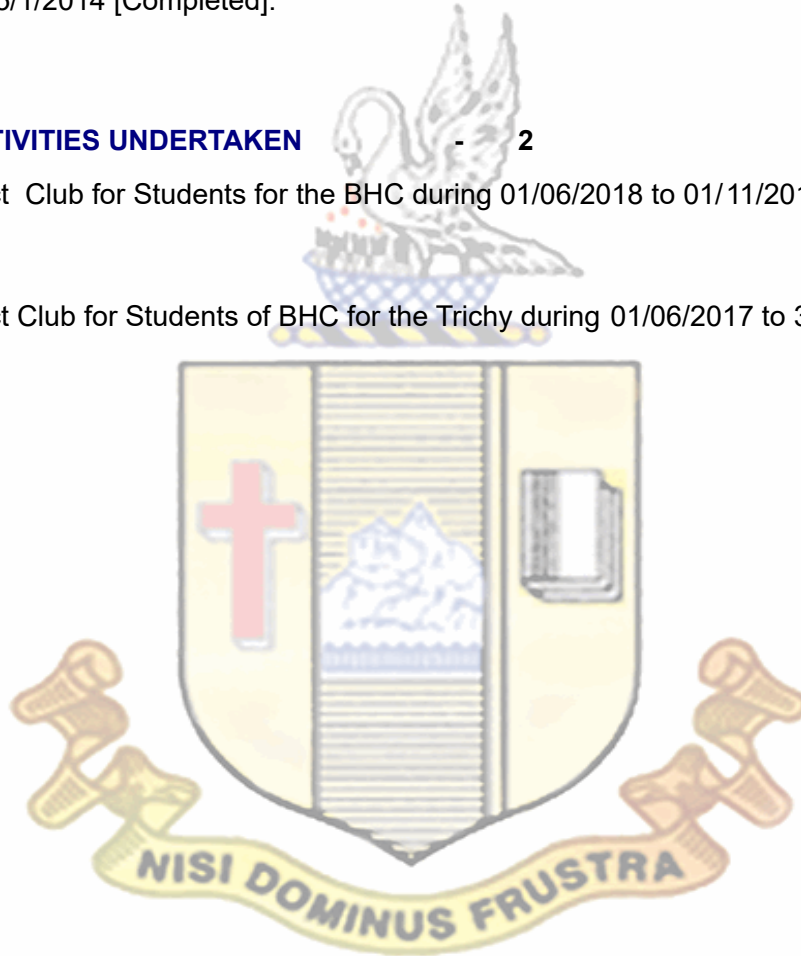 5/1/2014 [Completed].
TIVITIES UNDERTAKEN - 2
ct Club for Students for the BHC during 01/06/2018 to 01/11/201
ct Club for Students of BHC for the Trichy during 01/06/2017 to 3
NISI DOMINUS FRUSTRA